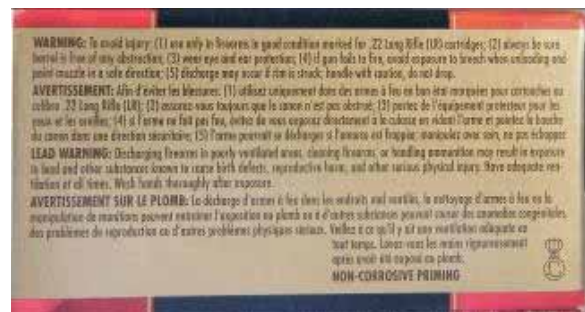 WARNING: To avoid injury: (1) use only in firearms in good condition marked for .22 Long Rifle (LR) cartridges; (2) always be sure
barrel is free of any obstruction; (3) wear eye and ear protection; (4) if gun fails to fire, avoid exposure to breech when unloading and
point muzzle in a safe direction; (5) discharge may occur if rim is struck; handle with caution, do not drop.
AVERTISSEMENT: Afin d'éviter les blessures: (1) utilisez uniquement dans des armes à feu en bon état marquées pour cartouches au
calibre .22 Long Rifle (LR); (2) assurez-vous toujours que le canon n'est pas obstrué; (3) portez de l'équipement protecteur pour les
yeux et les oreilles; (4) si l'arme ne fait pas feu, évitez de vous exposer directement à la culasse en vidant l'arme et pointez la bouche
du canon dans une direction sécuritaire; (5) l'arme pourrait se décharger si l'amorce est frappée; manipulez avec soin, ne pas échapper.
LEAD WARNING: Discharging firearms in poorly ventilated areas, cleaning firearms, or handling ammunition may result in exposure
to lead and other substances known to cause birth defects, reproductive harm, and other serious physical injury. Have adequate ven-
tilation at all times. Wash hands thoroughly after exposure.
AVERTISSEMENT SUR LE PLOMB: La décharge d'armes à feu dans les endroits mal ventilés, le nettoyage d'armes à feu ou la
manipulation de munitions peuvent entraîner l'exposition au plomb ou à d'autres substances pouvant causer des anomalies congénitales,
des problèmes de reproduction ou d'autres problèmes physiques sérieux. Veillez à ce qu'il y ait une ventilation adéquate en
tout temps. Lavez-vous les mains rigoureusement
après avoir été exposé au plomb.
NON-CORROSIVE PRIMING